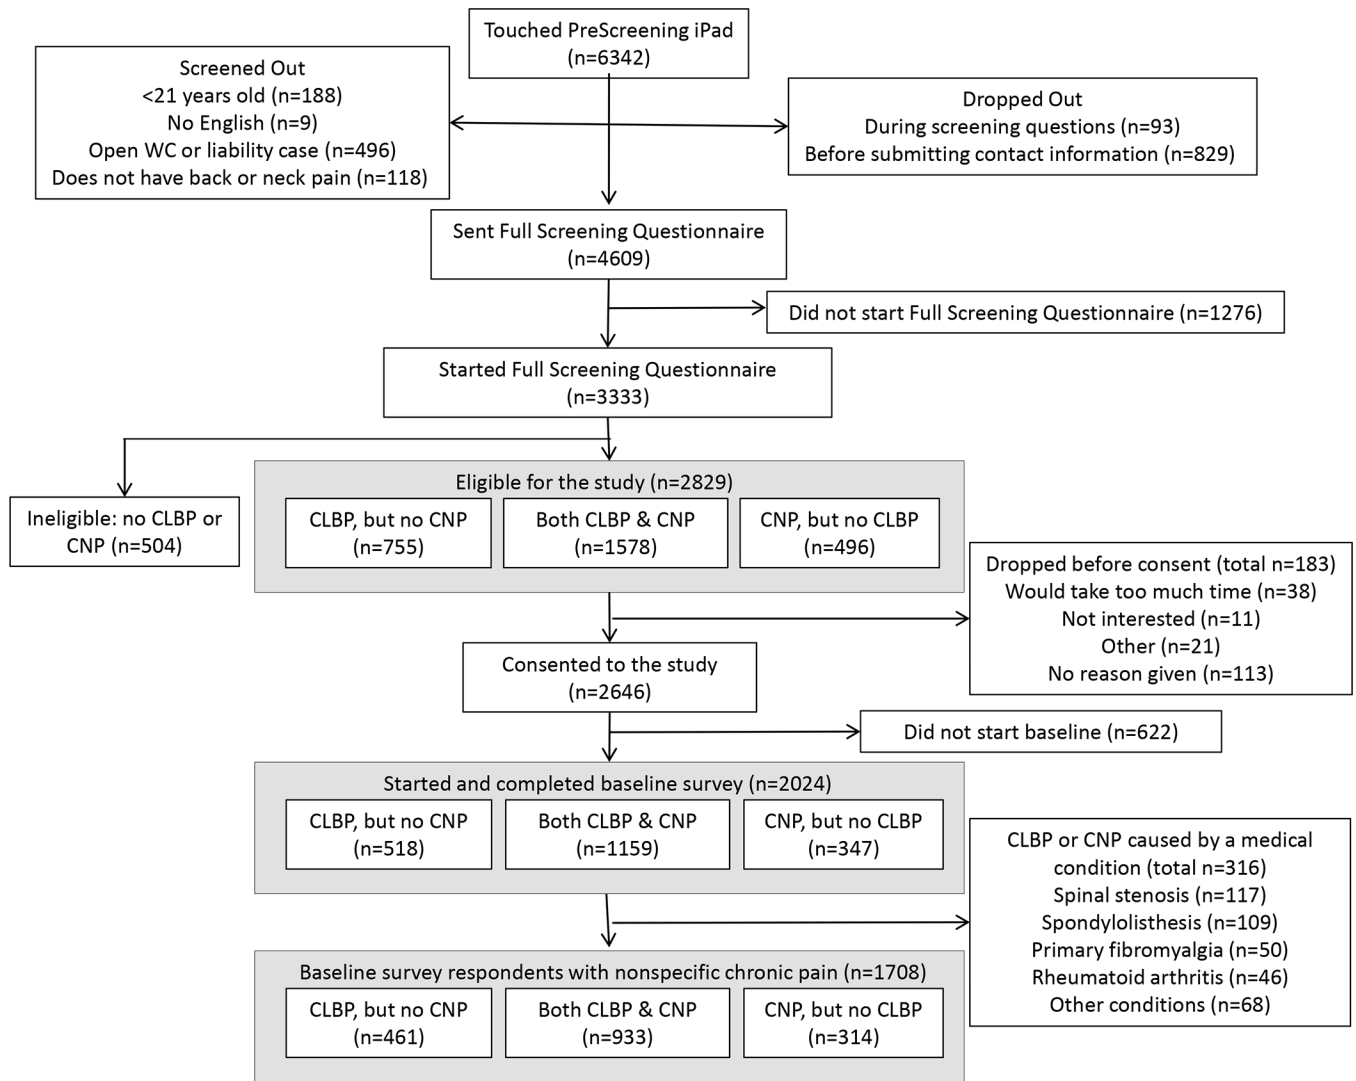 Touched PreScreening iPad
(n=6342)
Screened Out
<21 years old (n=188)
No English (n=9)
Open WC or liability case (n=496)
Does not have back or neck pain (n=118)
Dropped Out
During screening questions (n=93)
Before submitting contact information (n=829)
Sent Full Screening Questionnaire
(n=4609)
Did not start Full Screening Questionnaire (n=1276)
Started Full Screening Questionnaire
(n=3333)
Ineligible: no CLBP or
CNP (n=504)
Eligible for the study (n=2829)
CLBP, but no CNP
(n=755)
Both CLBP & CNP
(n=1578)
CNP, but no CLBP
(n=496)
Dropped before consent (total n=183)
Would take too much time (n=38)
Not interested (n=11)
Other (n=21)
No reason given (n=113)
Consented to the study
(n=2646)
Did not start baseline (n=622)
Started and completed baseline survey (n=2024)
CLBP, but no CNP
(n=518)
Both CLBP & CNP
(n=1159)
CNP, but no CLBP
(n=347)
CLBP or CNP caused by a medical
condition (total n=316)
Spinal stenosis (n=117)
Spondylolisthesis (n=109)
Primary fibromyalgia (n=50)
Rheumatoid arthritis (n=46)
Other conditions (n=68)
Baseline survey respondents with nonspecific chronic pain (n=1708)
CLBP, but no CNP
(n=461)
Both CLBP & CNP
(n=933)
CNP, but no CLBP
(n=314)